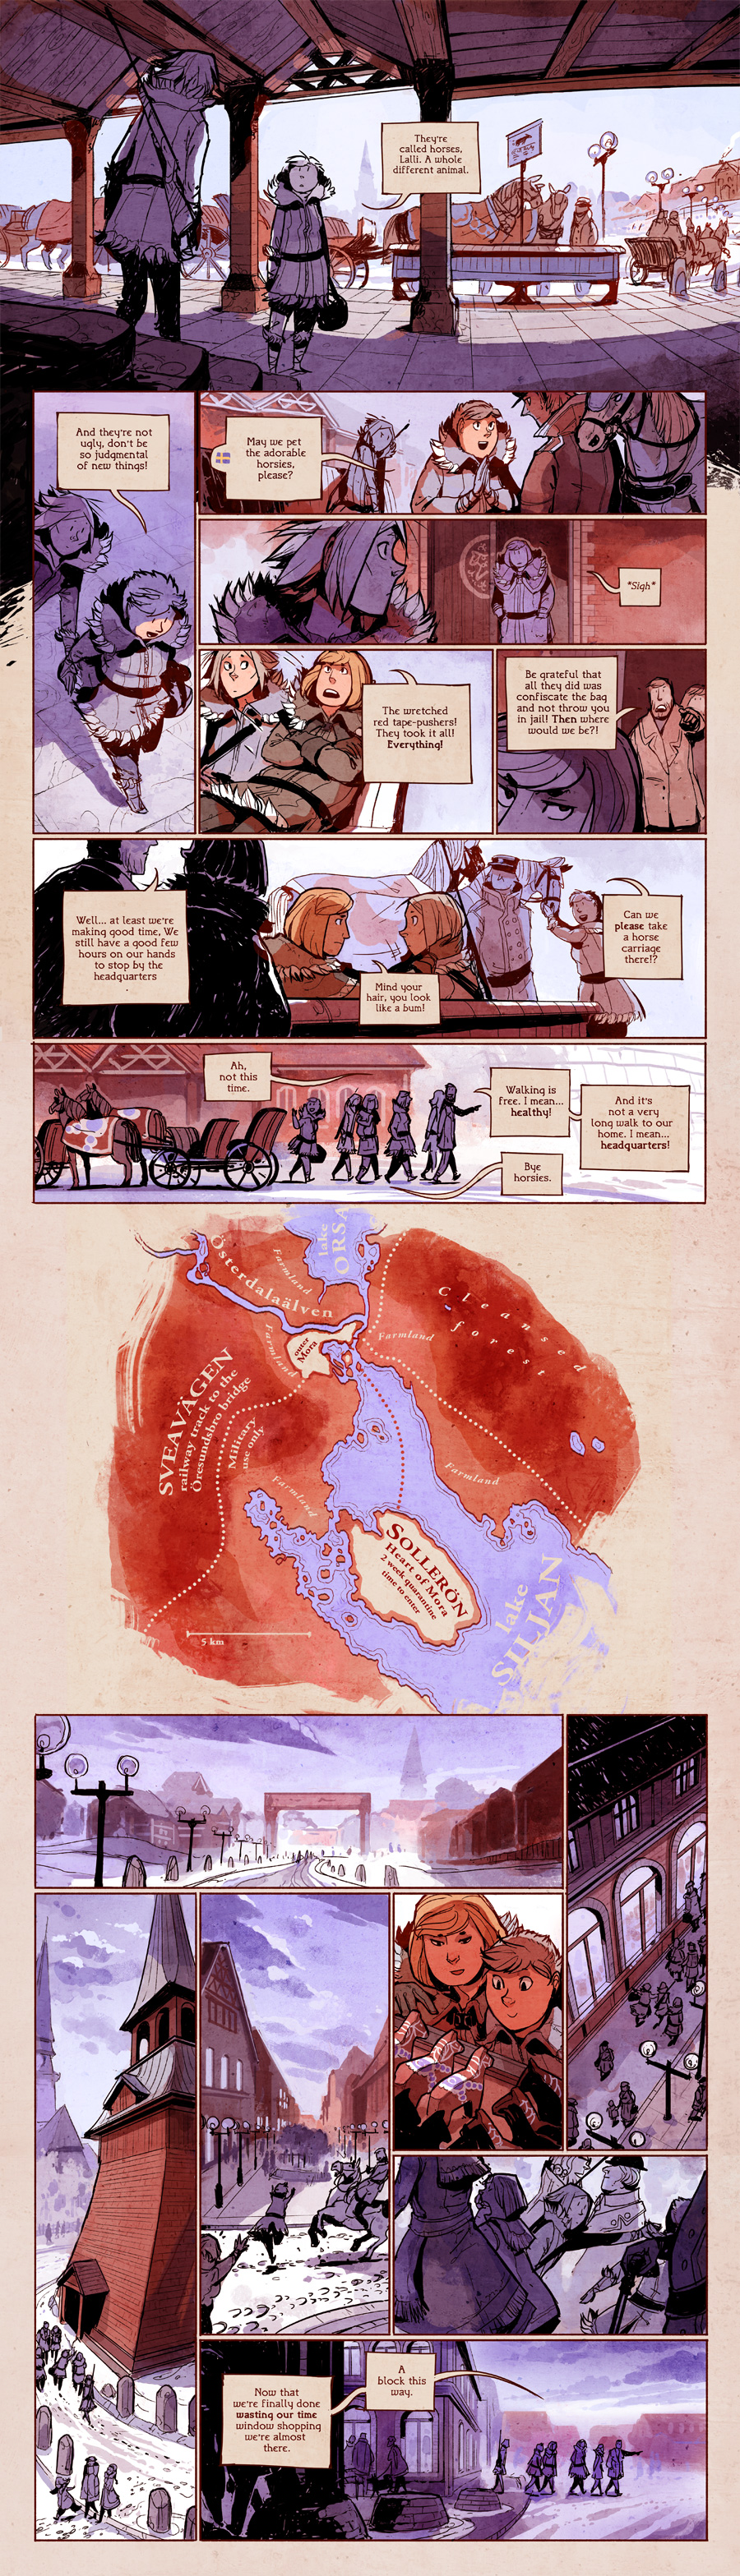 They're
called horses,
Lalli. A whole
different animal.
And they're not
ugly, don't be
so judgmental
of new things!
May we pet
the adorable
horsies,
please?
*Sigh*
The wretched
red tape-pushers!
They took it all!
Everything!
Be grateful that
all they did was
confiscate the bag
and not throw you
in jail! Then where
would we be?!
Well... at least we're
making good time, We
still have a good few
hours on our hands
to stop by the
headquarters
.
Mind your
hair, you look
like a bum!
Can we
please take
a horse
carriage
there!?
Ah,
not this
time.
Walking is
free. I mean...
healthy!
And it's
not a very
long walk to our
home. I mean...
headquarters!
Bye
horsies.
lake
ORSA
Österdalaälven
Farmland
Farmland
outer
Mora
Farmland
Cleansed
forest
SVEAVÄGEN
railway track to the
Öresundsbro bridge
Military
use only
Farmland
Farmland
SOLLERÖN
Heart of Mora
2 week quarantine
time to enter
lake
SILJAN
5 km
A
block this
way.
Now that
we're finally done
wasting our time
window shopping
we're almost
there.